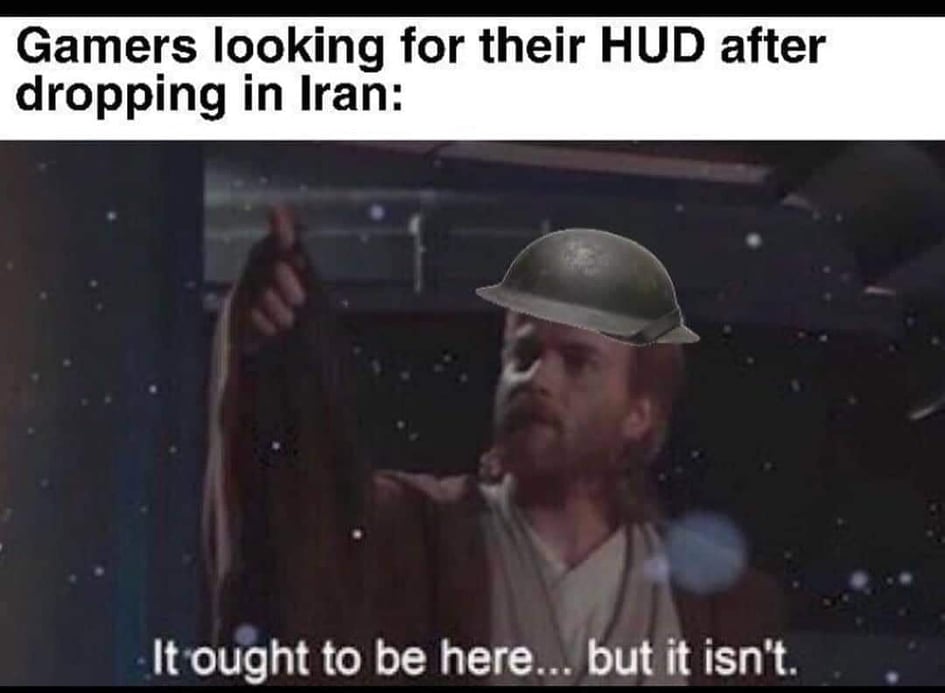 Gamers looking for their HUD after
dropping in Iran:
It ought to be here... but it isn't.